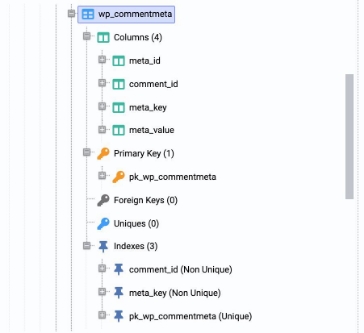 wp_commentmeta
Columns (4)
meta_id
comment_id
meta_key
meta_value
Primary Key (1)
pk_wp_commentmeta
Foreign Keys (0)
Uniques (0)
Indexes (3)
comment_id (Non Unique)
meta_key (Non Unique)
pk_wp_commentmeta (Unique)